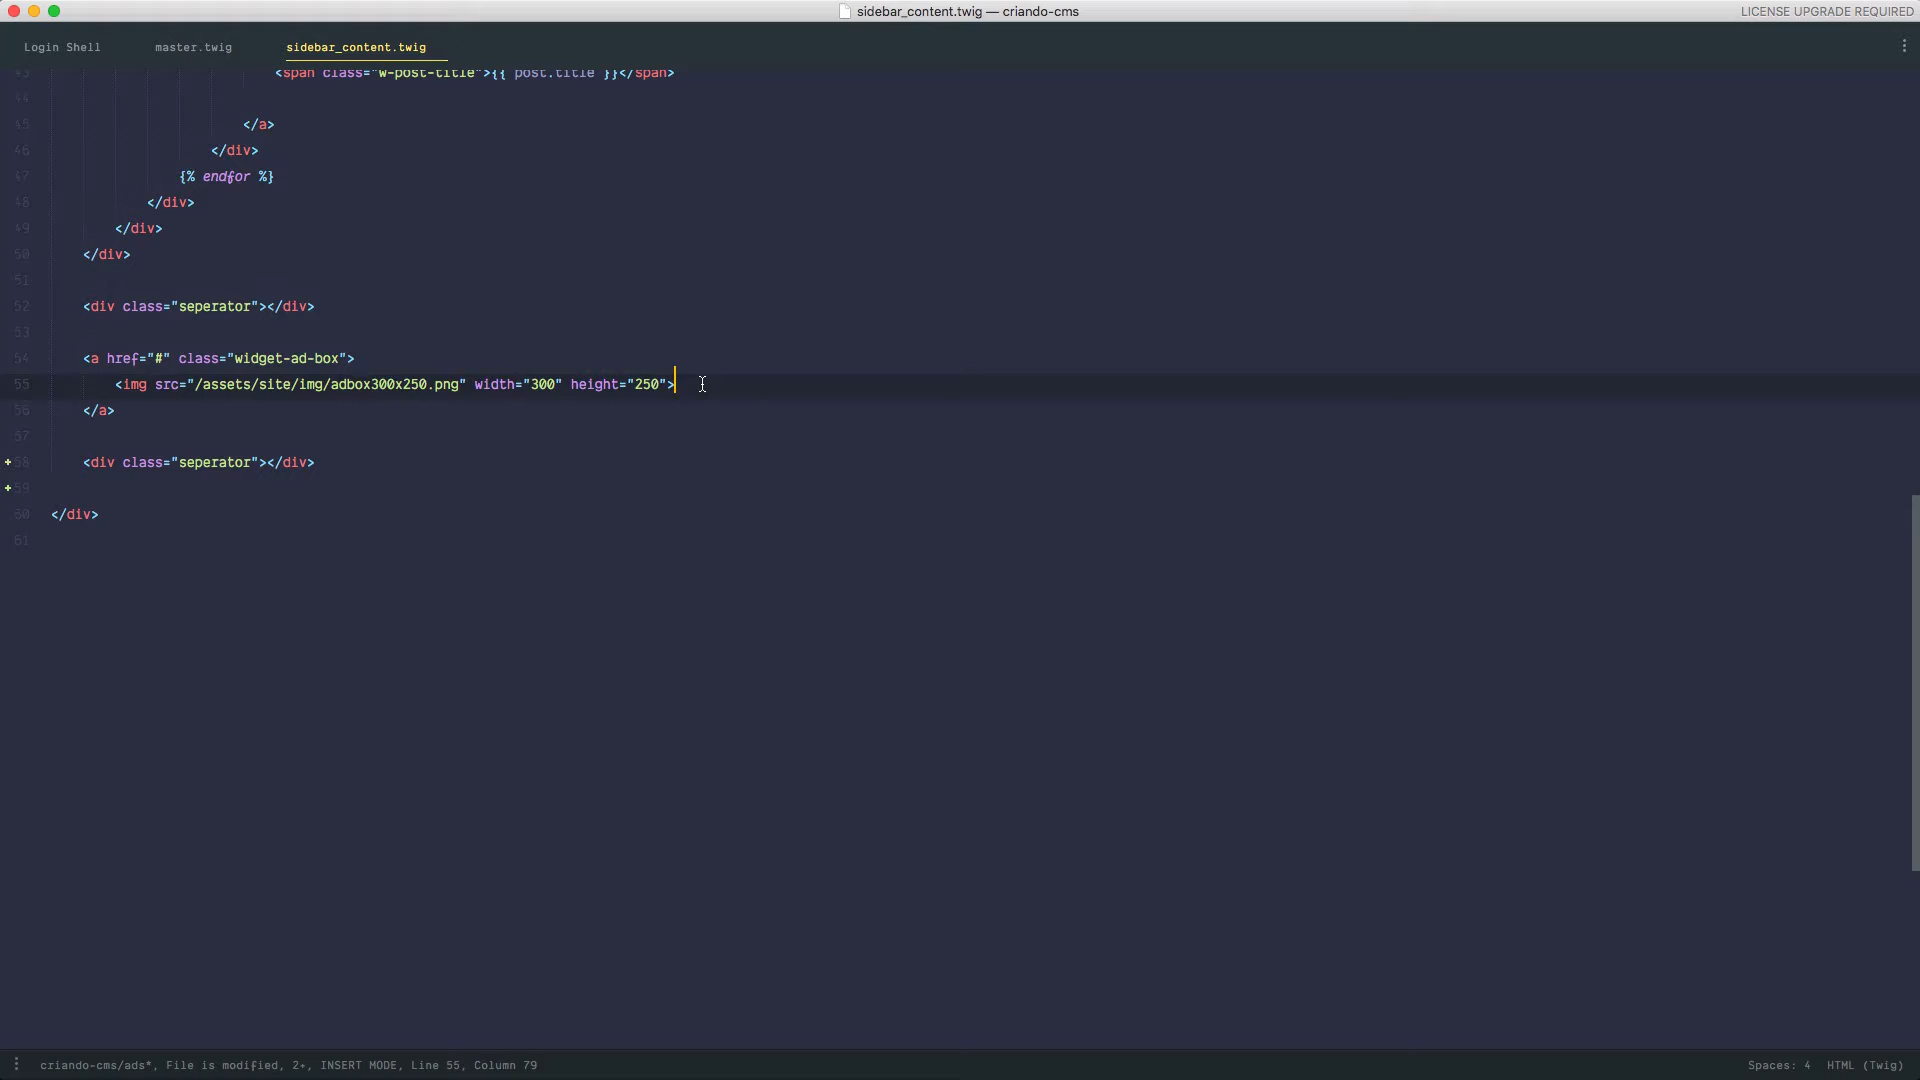 sidebar_content.twig — criando-cms
LICENSE UPGRADE REQUIRED
Login Shell master.twig sidebar_content.twig
43 <span class="w-post-title">{{ post.title }}</span>
44
45 </a>
46 </div>
47 {% endfor %}
48 </div>
49 </div>
50 </div>
51
52 <div class="seperator"></div>
53
54 <a href="#" class="widget-ad-box">
55 <img src="/assets/site/img/adbox300x250.png" width="300" height="250">
56 </a>
57
+ 58 <div class="seperator"></div>
+ 59
60 </div>
61
criando-cms/ads*, File is modified, 2+, INSERT MODE, Line 55, Column 79
Spaces: 4 HTML (Twig)